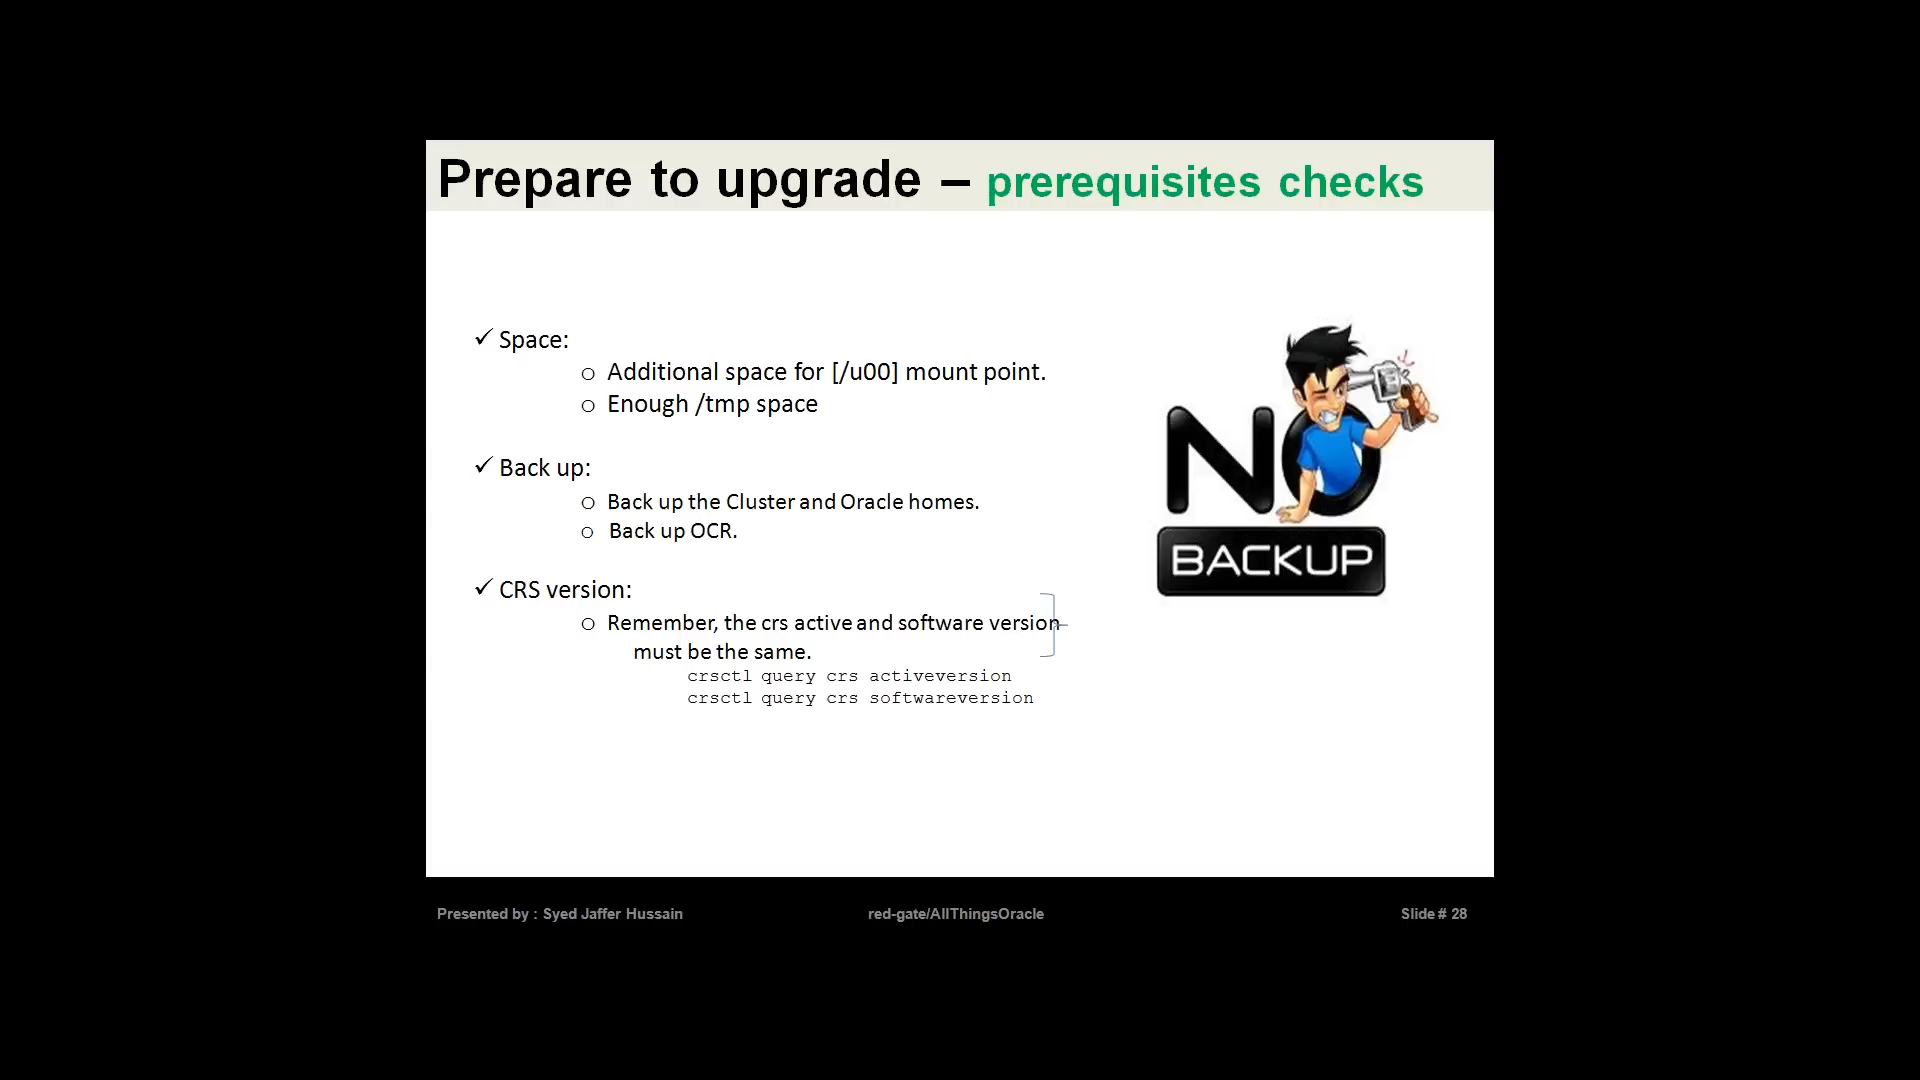 Prepare to upgrade – prerequisites checks
✓ Space:
o Additional space for [/u00] mount point.
o Enough /tmp space
✓ Back up:
o Back up the Cluster and Oracle homes.
o Back up OCR.
✓ CRS version:
o Remember, the crs active and software version
must be the same.
crsctl query crs activeversion
crsctl query crs softwareversion
NO
BACKUP
Presented by : Syed Jaffer Hussain
red-gate/AllThingsOracle
Slide # 28